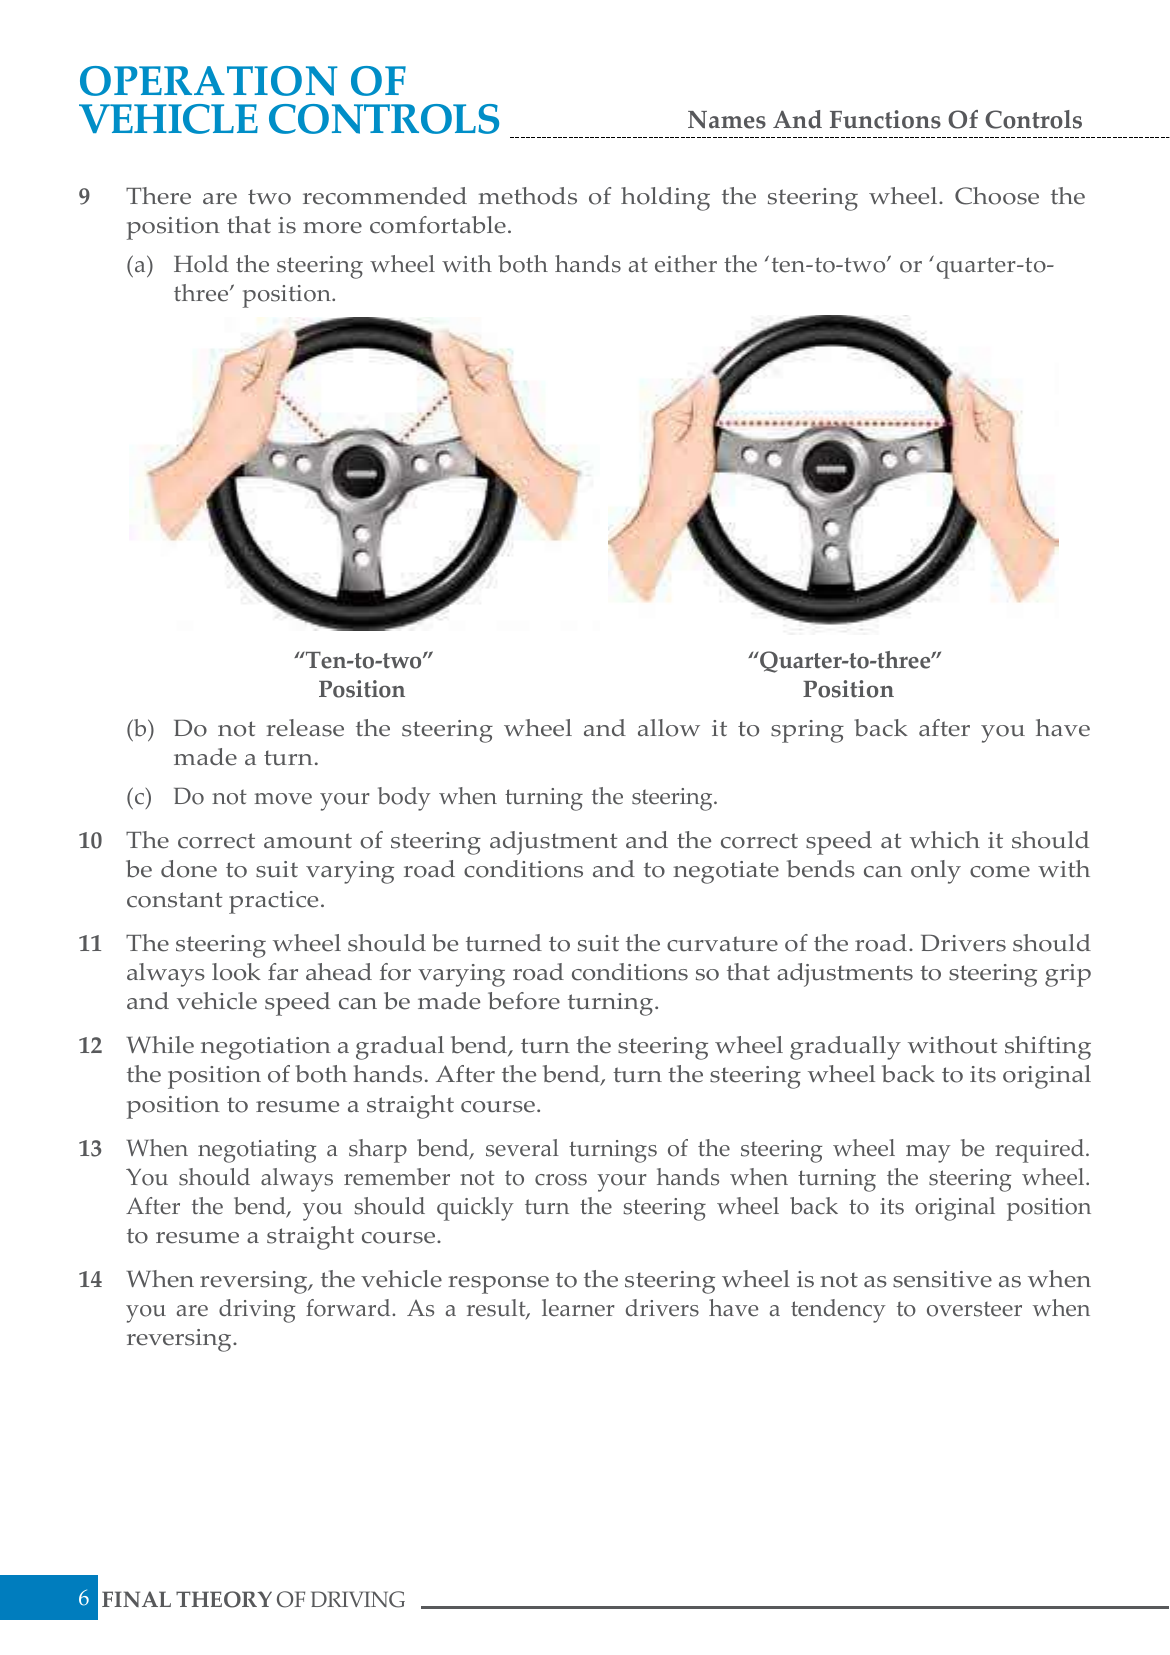 OPERATION OF
VEHICLE CONTROLS
Names And Functions Of Controls
9 There are two recommended methods of holding the steering wheel. Choose the
position that is more comfortable.
(a) Hold the steering wheel with both hands at either the ‘ten-to-two’ or ‘quarter-to-
three’ position.
“Ten-to-two”
Position
“Quarter-to-three”
Position
(b) Do not release the steering wheel and allow it to spring back after you have
made a turn.
(c) Do not move your body when turning the steering.
10 The correct amount of steering adjustment and the correct speed at which it should
be done to suit varying road conditions and to negotiate bends can only come with
constant practice.
11 The steering wheel should be turned to suit the curvature of the road. Drivers should
always look far ahead for varying road conditions so that adjustments to steering grip
and vehicle speed can be made before turning.
12 While negotiation a gradual bend, turn the steering wheel gradually without shifting
the position of both hands. After the bend, turn the steering wheel back to its original
position to resume a straight course.
13 When negotiating a sharp bend, several turnings of the steering wheel may be required.
You should always remember not to cross your hands when turning the steering wheel.
After the bend, you should quickly turn the steering wheel back to its original position
to resume a straight course.
14 When reversing, the vehicle response to the steering wheel is not as sensitive as when
you are driving forward. As a result, learner drivers have a tendency to oversteer when
reversing.
6 FINAL THEORY OF DRIVING